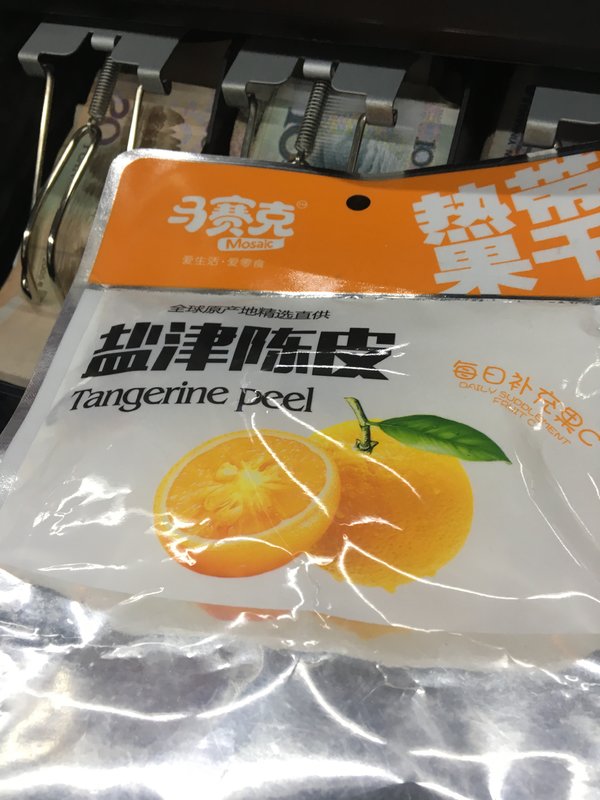 马赛克
Mosaic
爱生活·爱零食
热带
果干
全球原产地精选直供
盐津陈皮
Tangerine peel
每日补充果C
DAILY SUPPLEMENT
10